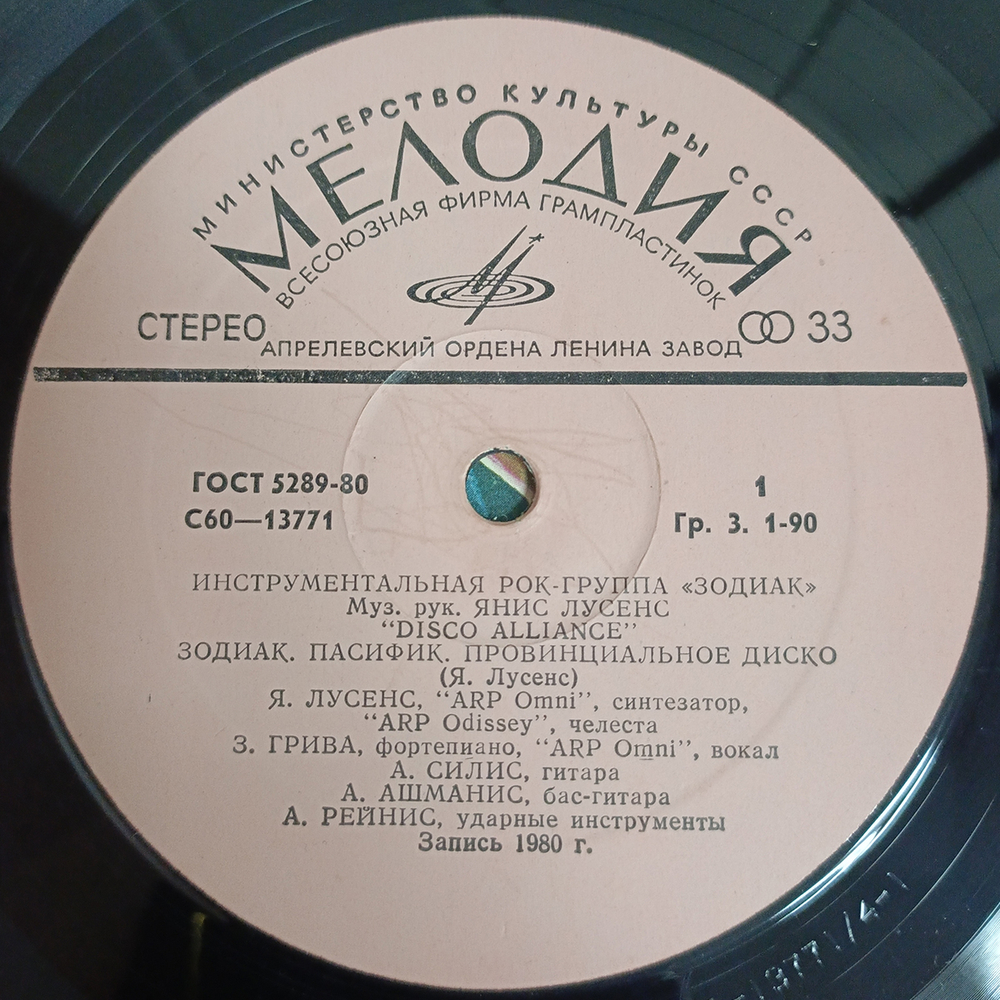 МИНИСТЕРСТВО КУЛЬТУРЫ СССР
МЕЛОДИЯ
ВСЕСОЮЗНАЯ ФИРМА ГРАМПЛАСТИНОК
СТЕРЕО
33
АПРЕЛЕВСКИЙ ОРДЕНА ЛЕНИНА ЗАВОД
ГОСТ 5289-80
1
С60—13771
Гр. 3. 1-90
ИНСТРУМЕНТАЛЬНАЯ РОК-ГРУППА «ЗОДИАК»
Муз. рук. ЯНИС ЛУСЕНС
“DISCO ALLIANCE”
ЗОДИАК. ПАСИФИК. ПРОВИНЦИАЛЬНОЕ ДИСКО
(Я. Лусенс)
Я. ЛУСЕНС, “ARP Omni”, синтезатор,
“ARP Odissey”, челеста
З. ГРИВА, фортепиано, “ARP Omni”, вокал
А. СИЛИС, гитара
А. АШМАНИС, бас-гитара
А. РЕЙНИС, ударные инструменты
Запись 1980 г.